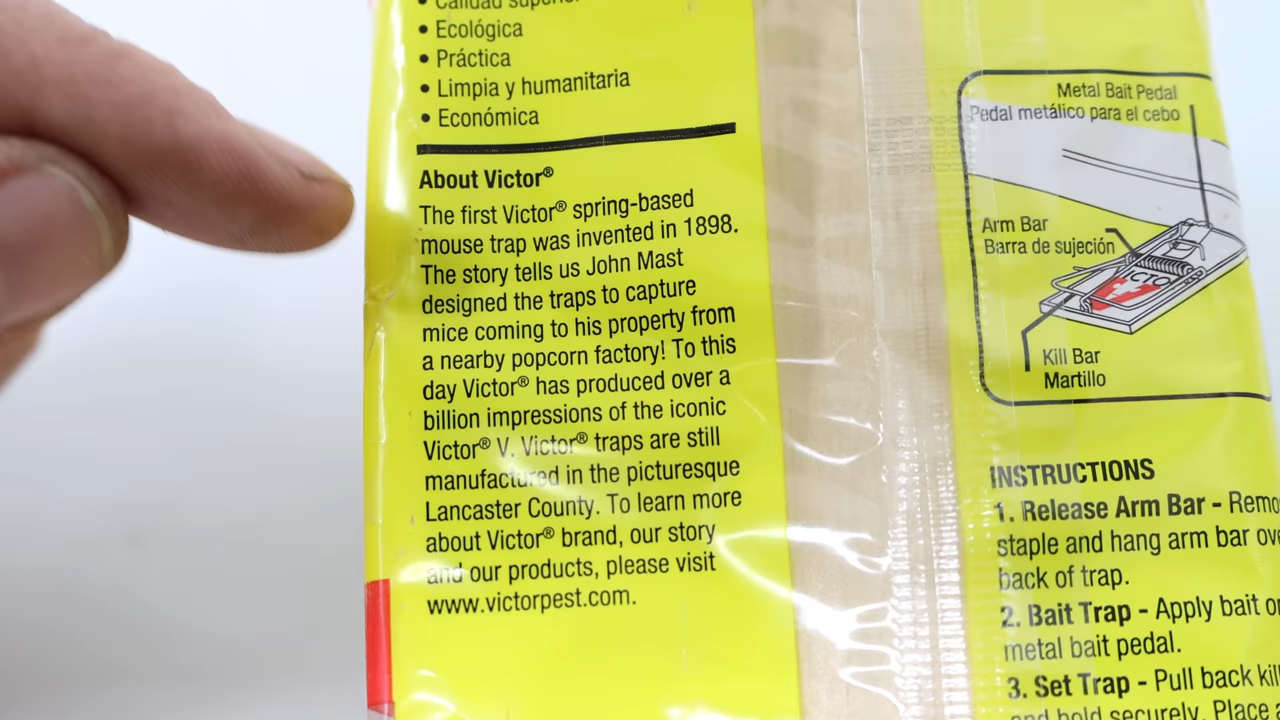 • Calidad superior
• Ecológica
• Práctica
• Limpia y humanitaria
• Económica
About Victor®
The first Victor® spring-based
mouse trap was invented in 1898.
The story tells us John Mast
designed the traps to capture
mice coming to his property from
a nearby popcorn factory! To this
day Victor® has produced over a
billion impressions of the iconic
Victor® V. Victor® traps are still
manufactured in the picturesque
Lancaster County. To learn more
about Victor® brand, our story
and our products, please visit
www.victorpest.com.
Metal Bait Pedal
Pedal metálico para el cebo
Arm Bar
Barra de sujeción
Kill Bar
Martillo
INSTRUCTIONS
1. Release Arm Bar - Remo
staple and hang arm bar ov
back of trap.
2. Bait Trap - Apply bait o
metal bait pedal.
3. Set Trap - Pull back kil
and hold securely. Place a